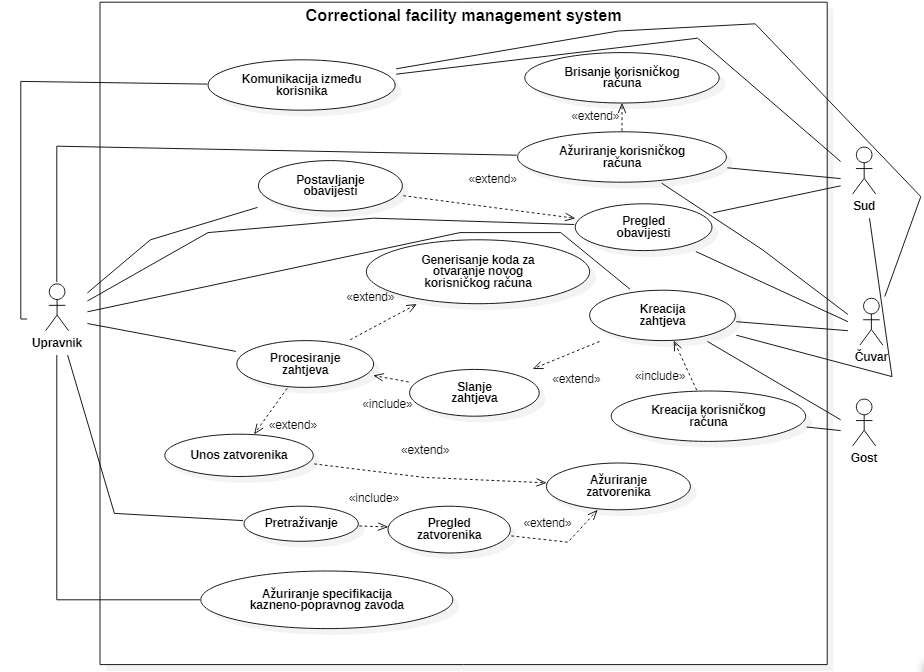 Correctional facility management system
Komunikacija između
korisnika
Brisanje korisničkog
računa
«extend»
Ažuriranje korisničkog
računa
Sud
Postavljanje
obavijesti
«extend»
Pregled
obavijesti
Generisanje koda za
otvaranje novog
korisničkog računa
«extend»
Kreacija
zahtjeva
Upravnik
Čuvar
Procesiranje
zahtjeva
Slanje
zahtjeva
«extend»
«include»
«include»
Kreacija korisničkog
računa
Gost
«extend»
Unos zatvorenika
«extend»
Ažuriranje
zatvorenika
«include»
Pretraživanje
Pregled
zatvorenika
«extend»
Ažuriranje specifikacija
kazneno-popravnog zavoda